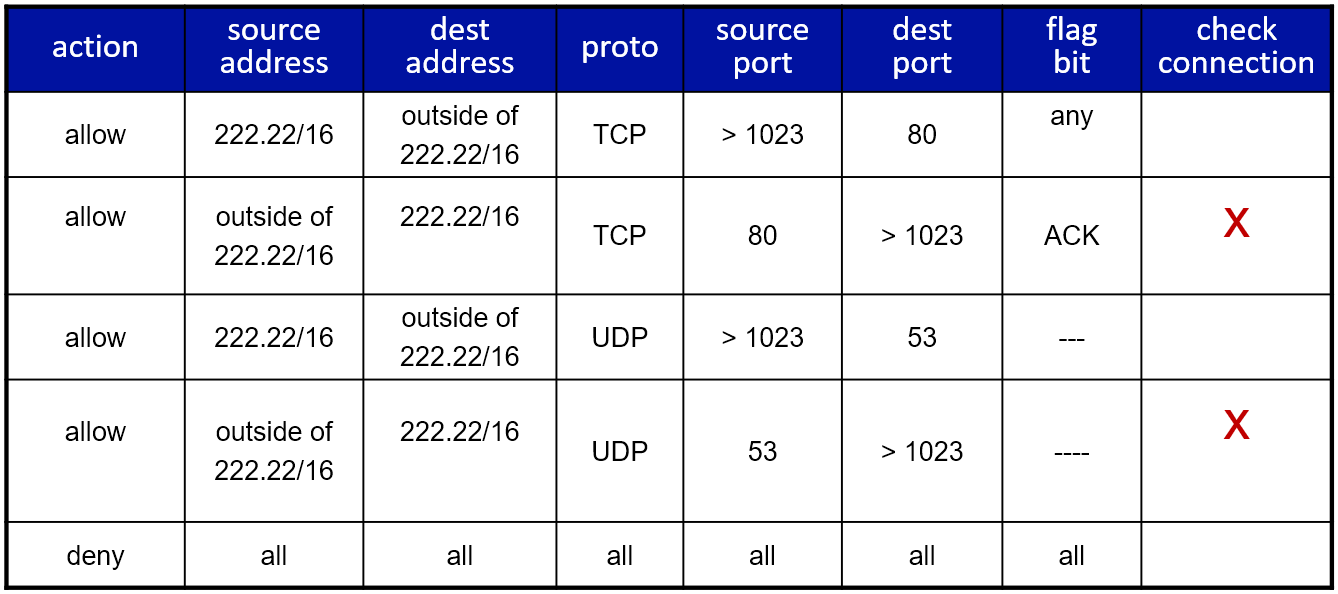 action source address dest address proto source port dest port flag bit check connection
allow 222.22/16 outside of 222.22/16 TCP > 1023 80 any
allow outside of 222.22/16 222.22/16 TCP 80 > 1023 ACK X
allow 222.22/16 outside of 222.22/16 UDP > 1023 53 ---
allow outside of 222.22/16 222.22/16 UDP 53 > 1023 ---- X
deny all all all all all all